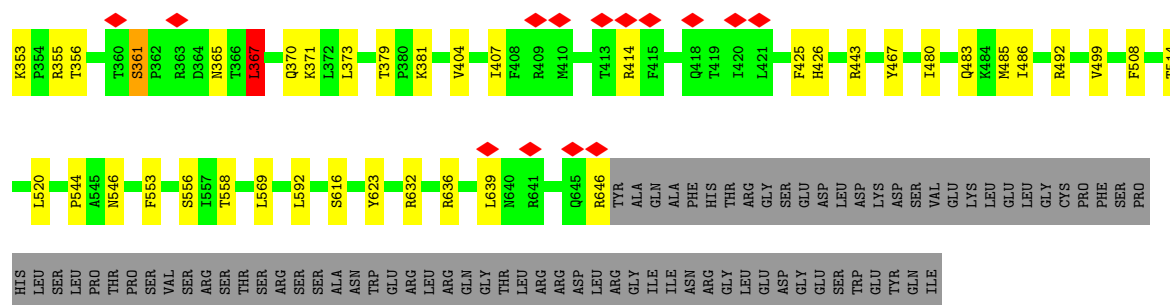 K353 P354 R355 T356 T360 S361 P362 R363 D364 N365 T366 L367 Q370 K371 L372 L373 T379 P380 K381 V404 I407 F408 R409 M410 T413 R414 F415 Q418 T419 I420 L421 F425 H426 R443 Y467 I480 Q483 K484 M485 I486 R492 V499 F508
L520 P544 A545 N546 F553 S556 I557 T558 L569 L592 S616 Y623 R632 R636 L639 N640 R641 Q645 R646 TYR ALA GLN ALA PHE HIS THR ARG GLY SER GLU ASP LEU ASP LYS ASP SER VAL GLU LYS LEU GLU LEU GLY CYS PRO PHE SER PRO
HIS LEU SER LEU PRO THR PRO VAL SER ARG SER THR SER ARG SER SER ALA ASN TRP GLU ARG LEU ARG GLN GLY THR LEU ARG ARG ASP LEU ARG GLY ILE ILE ASN ARG GLY LEU GLU ASP GLY GLU SER TRP GLU TYR GLN ILE